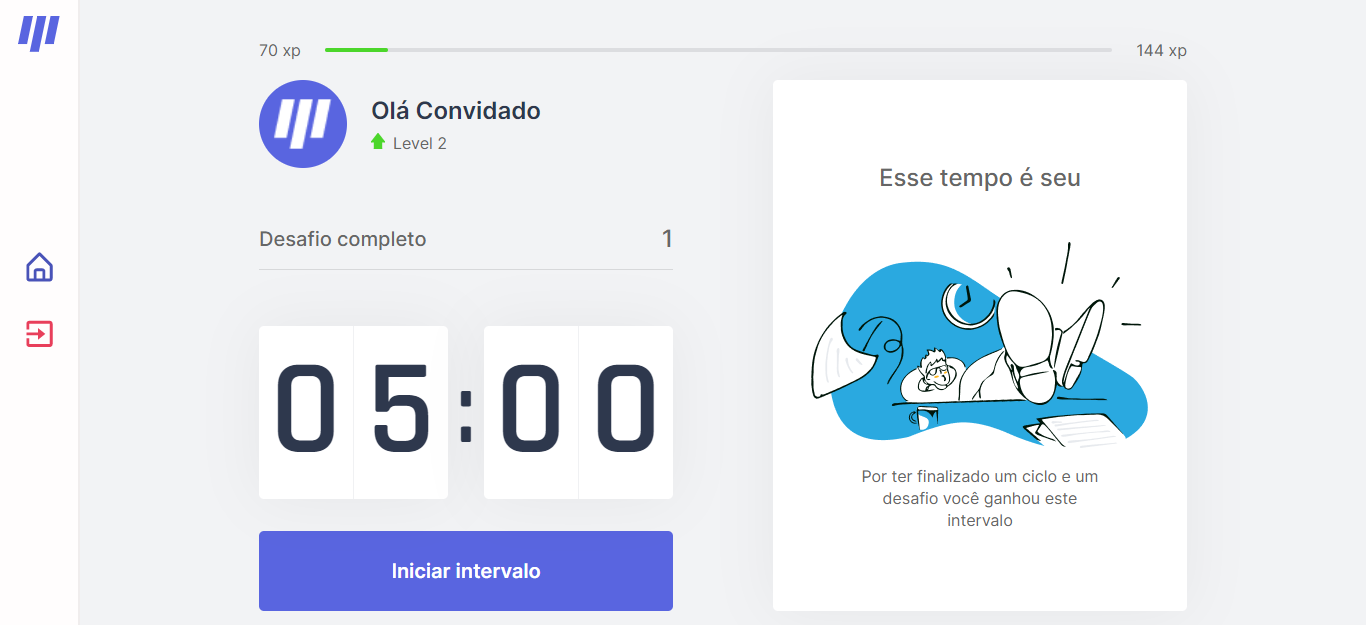 70 xp
144 xp
Olá Convidado
Level 2
Desafio completo 1
05:00
Iniciar intervalo
Esse tempo é seu
Por ter finalizado um ciclo e um
desafio você ganhou este
intervalo